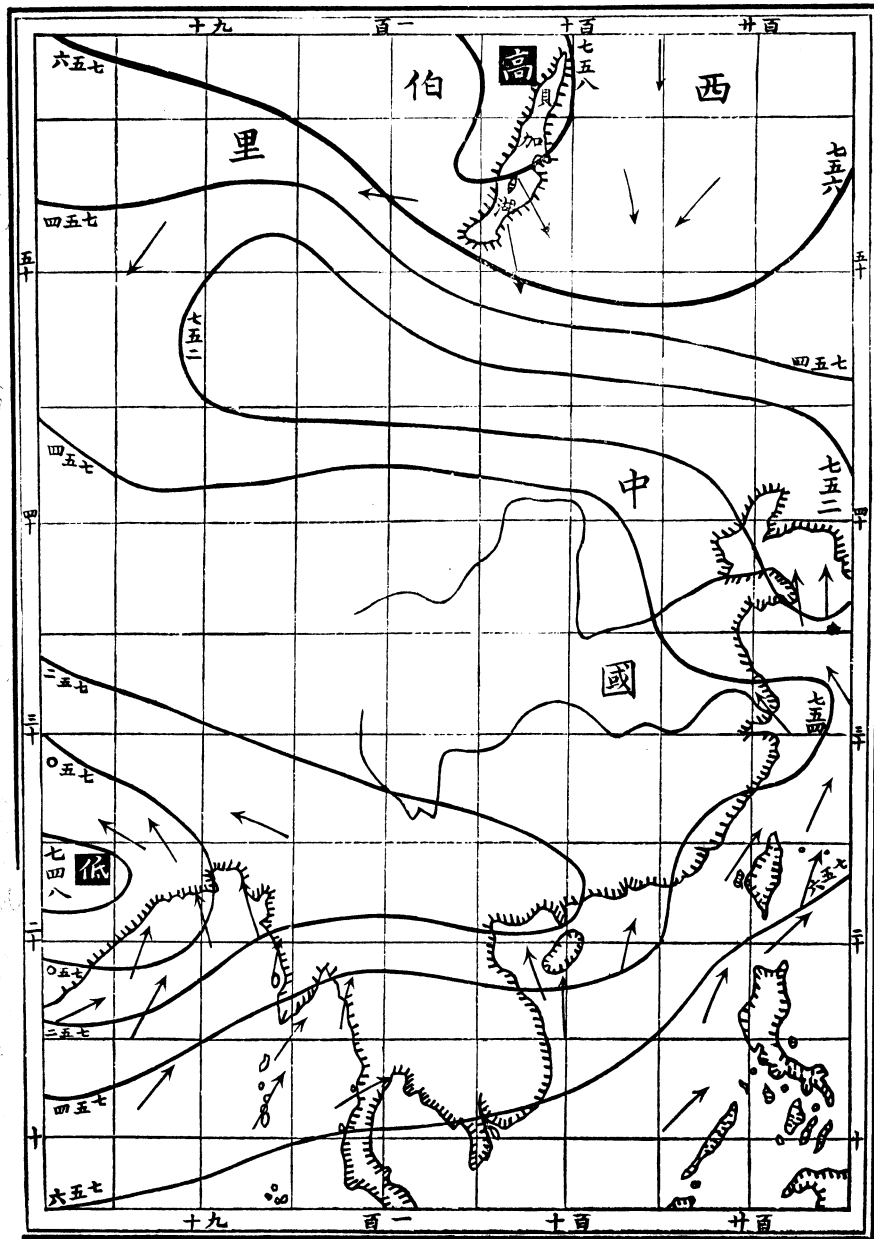 百廿
百十
一百
九十
西
伯
里
高
貝加湖
七五八
七五六
七五六
七五四
五十
五十
七五二
七五四
七五四
七五二
中
四十
四十
國
七五二
七五四
三十
三十
七五〇
七四八
低
七五六
二十
二十
七五〇
七五二
七五四
十
十
七五六
百廿
百十
一百
九十